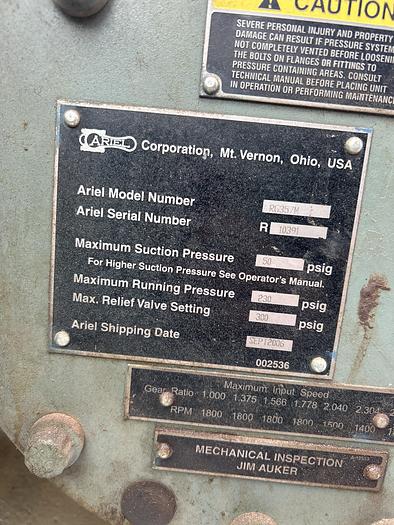 CAUTION
SEVERE PERSONAL INJURY AND PROPERTY
DAMAGE CAN RESULT IF PRESSURE SYSTEM
NOT COMPLETELY VENTED BEFORE LOOSENI
THE BOLTS ON FLANGES OR FITTINGS TO
PRESSURE CONTAINING AREAS. CONSULT
TECHNICAL MANUAL BEFORE PLACING UNIT
IN OPERATION OR PERFORMING MAINTENANC
ARIEL Corporation, Mt. Vernon, Ohio, USA
Ariel Model Number RG357M
Ariel Serial Number R 10391
Maximum Suction Pressure 50 psig
For Higher Suction Pressure See Operator's Manual.
Maximum Running Pressure 230 psig
Max. Relief Valve Setting 300 psig
Ariel Shipping Date SEPT2006
002536
Maximum Input Speed
Gear Ratio 1.000 1.375 1.566 1.778 2.040 2.304
RPM 1800 1800 1800 1800 1500 1400
MECHANICAL INSPECTION
JIM AUKER